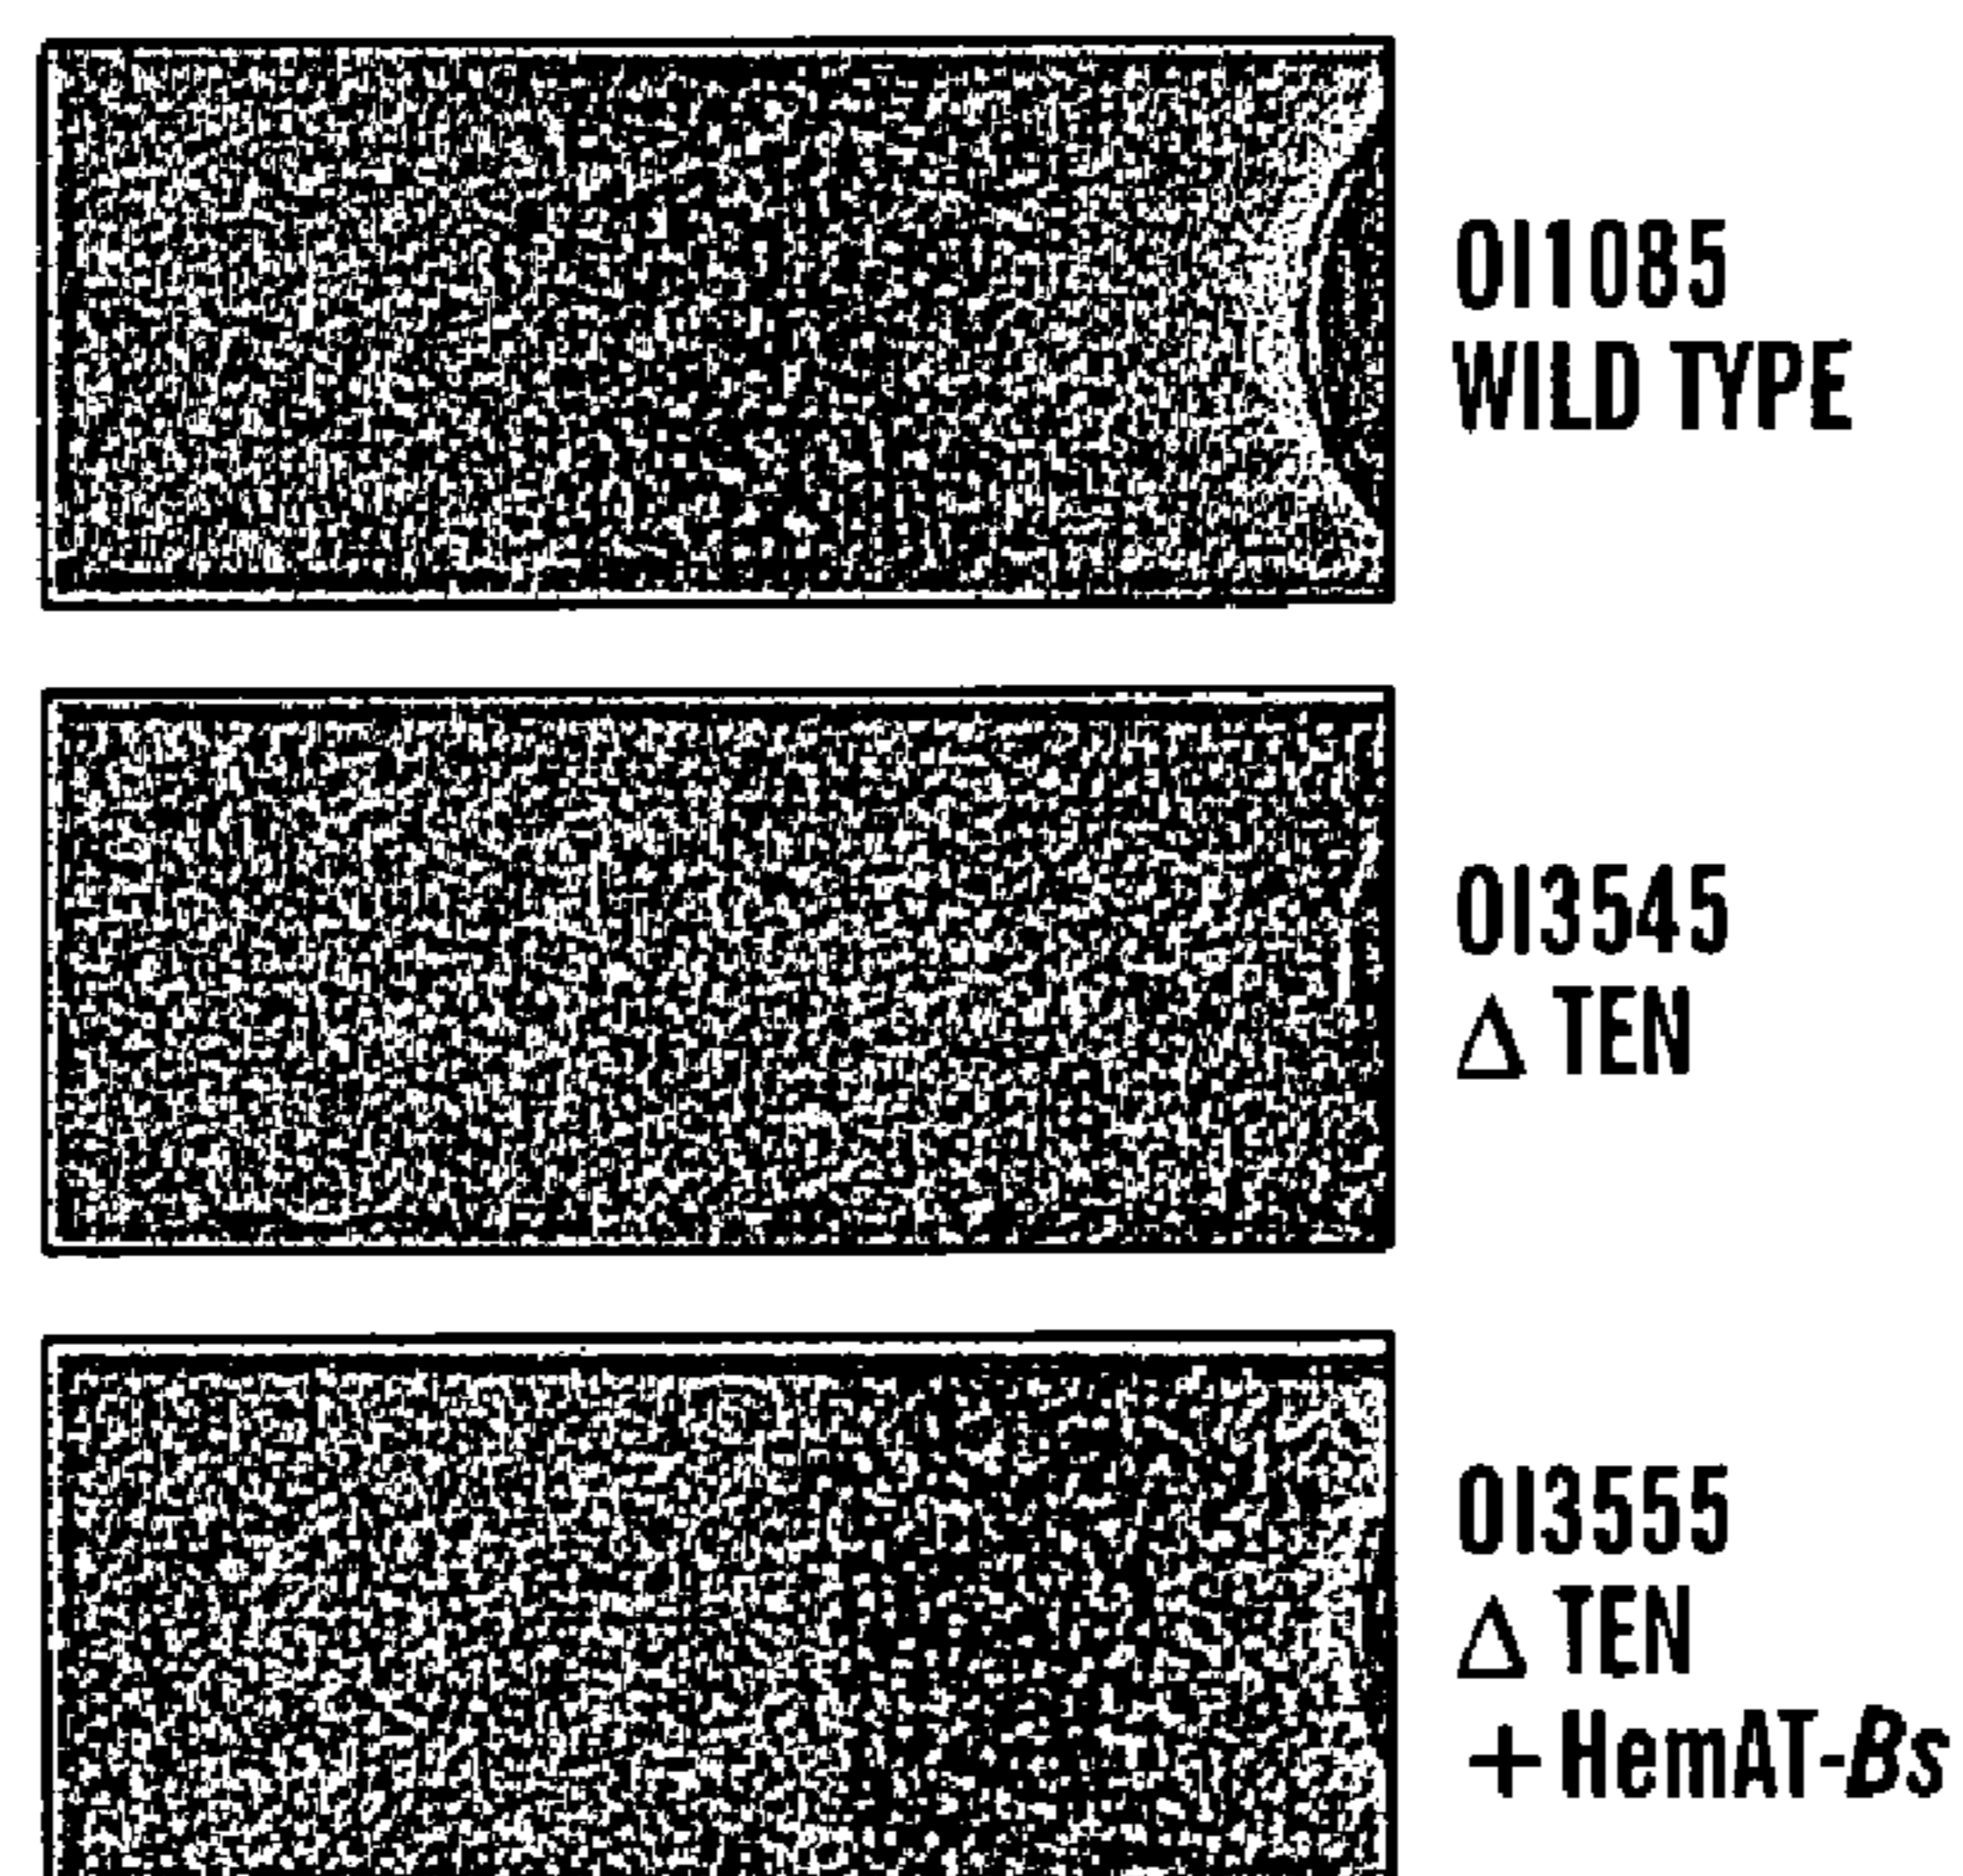 OI1085
WILD TYPE
OI3545
Δ TEN
OI3555
Δ TEN
+ HemAT-Bs